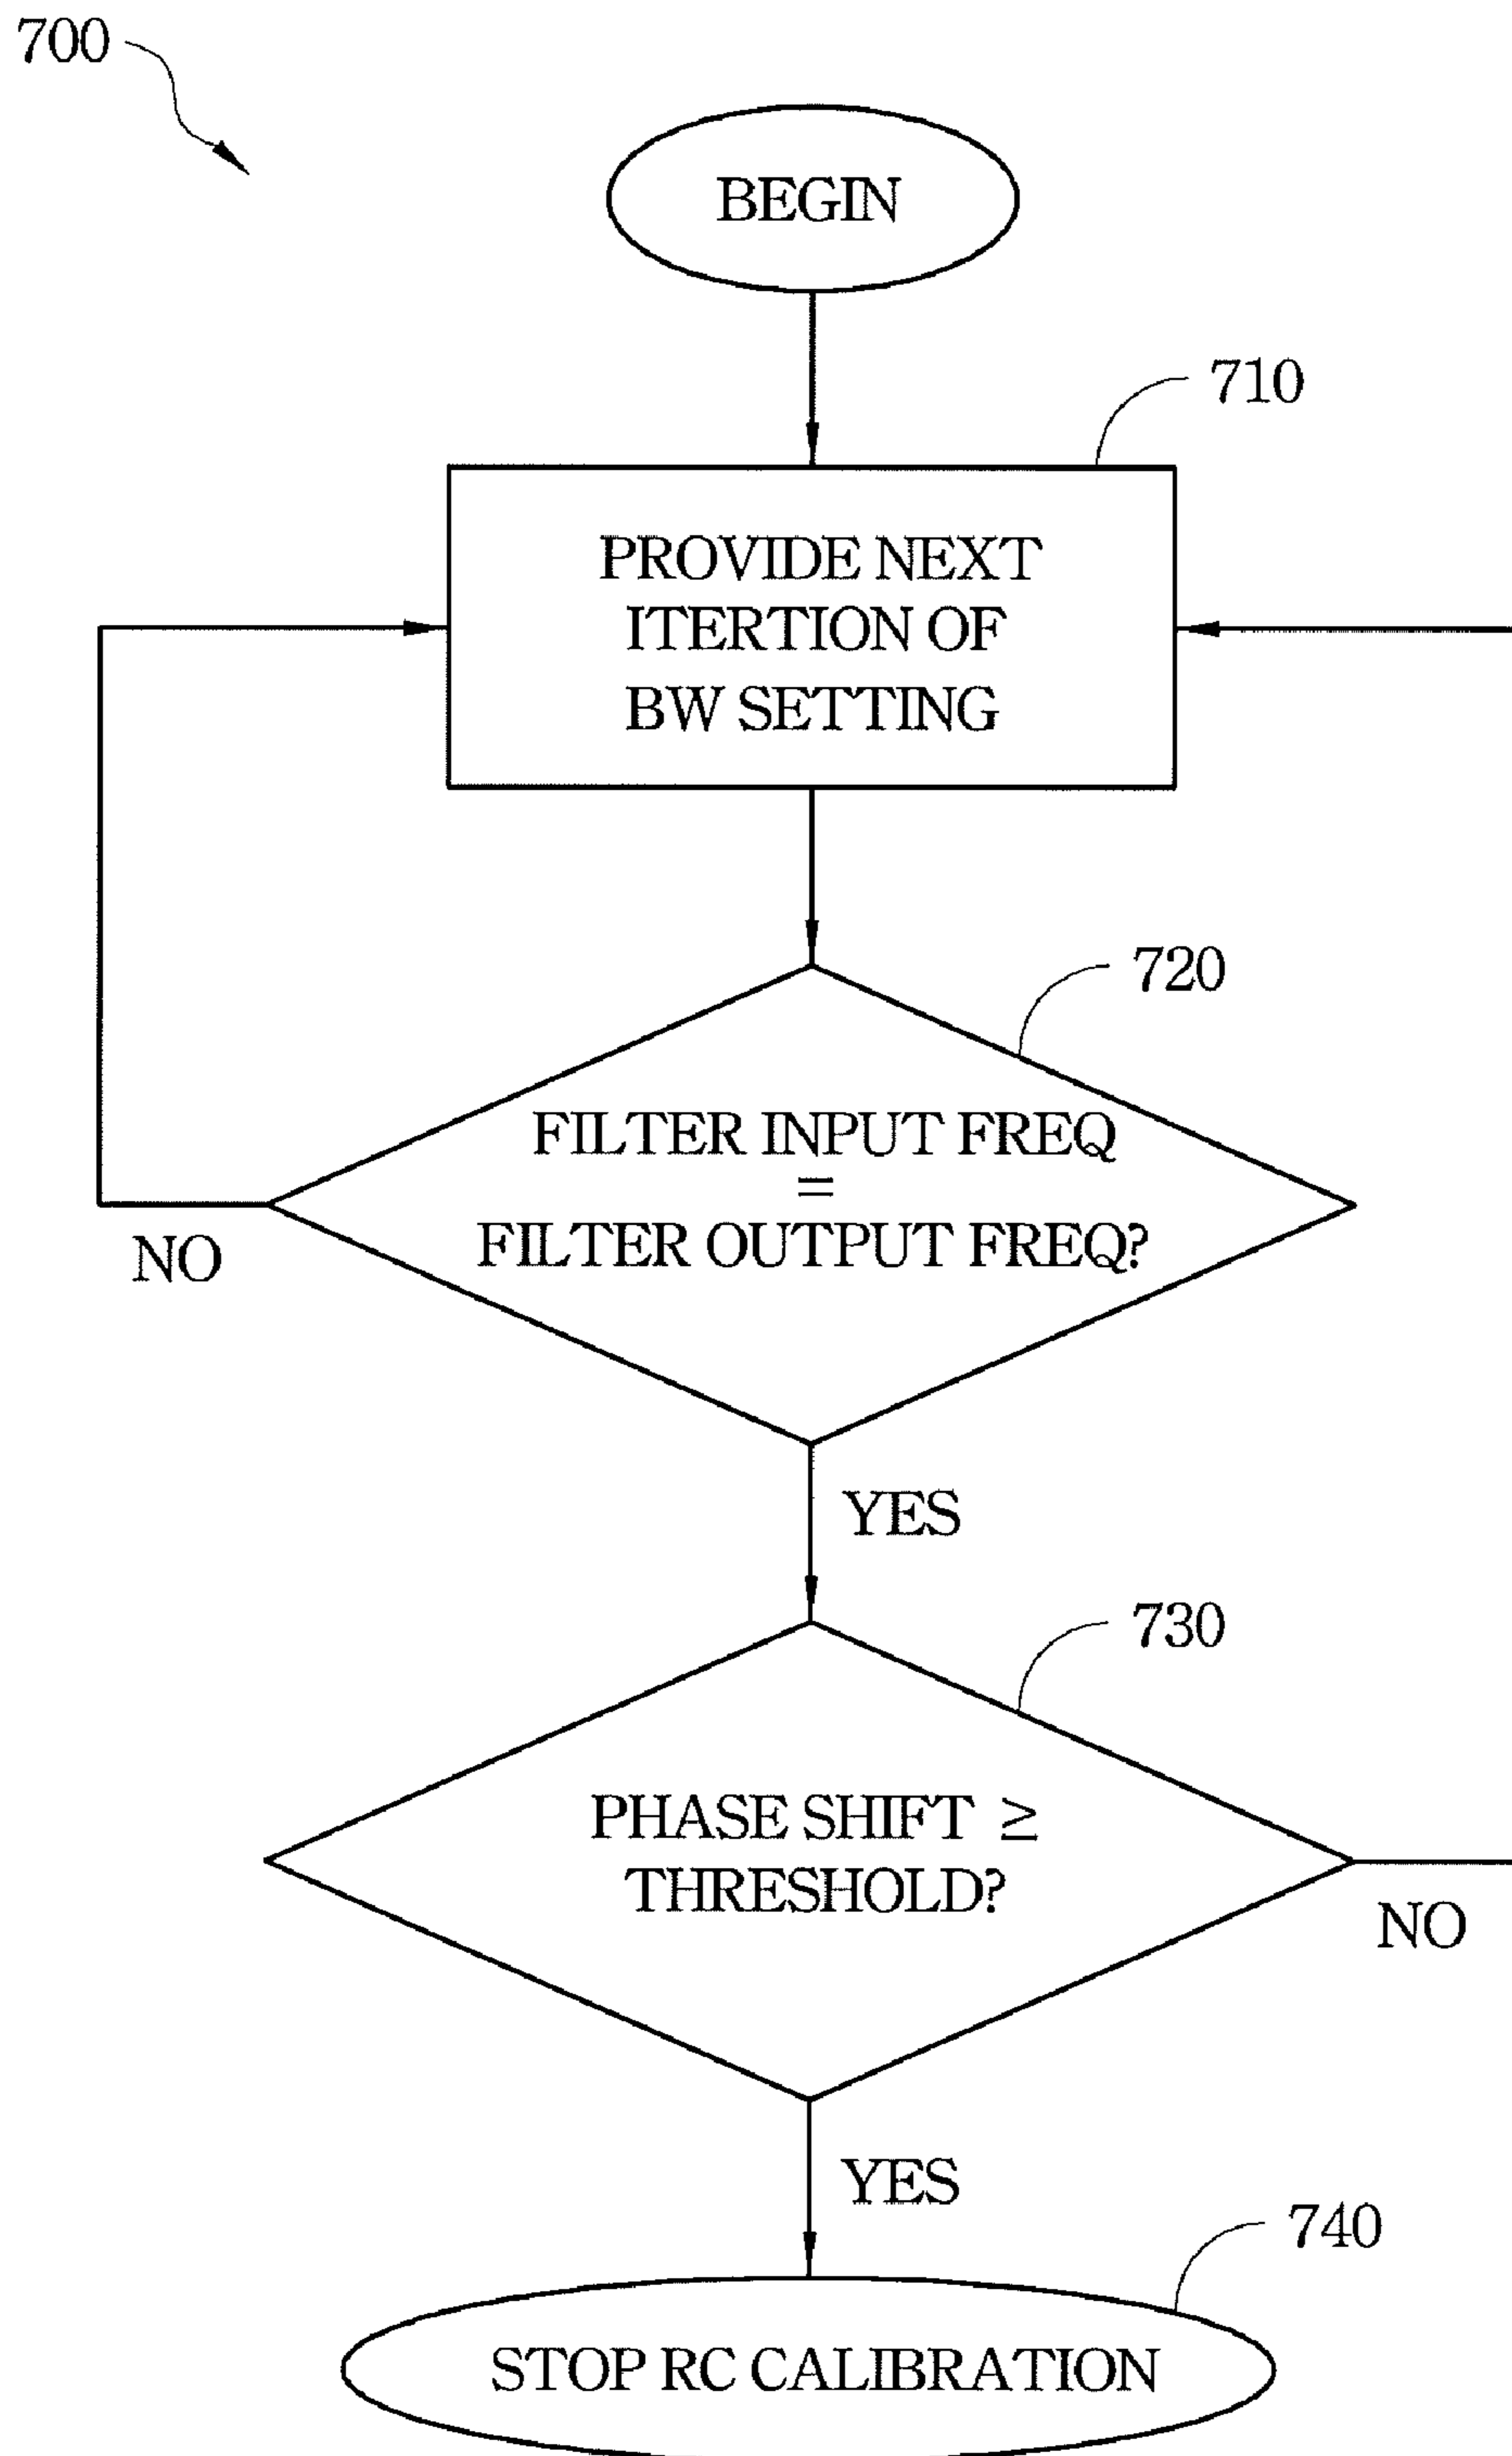 700
BEGIN
710
PROVIDE NEXT
ITERTION OF
BW SETTING
720
FILTER INPUT FREQ
=
FILTER OUTPUT FREQ?
NO
YES
730
PHASE SHIFT ≥
THRESHOLD?
NO
YES
740
STOP RC CALIBRATION